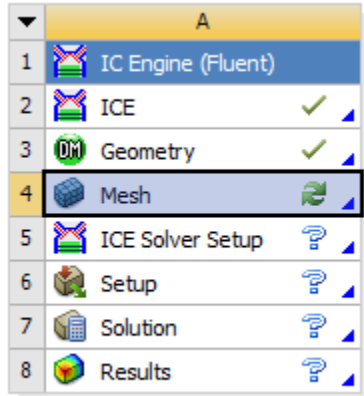 A
1 IC Engine (Fluent)
2 ICE
3 DM Geometry
4 Mesh
5 ICE Solver Setup
6 Setup
7 Solution
8 Results